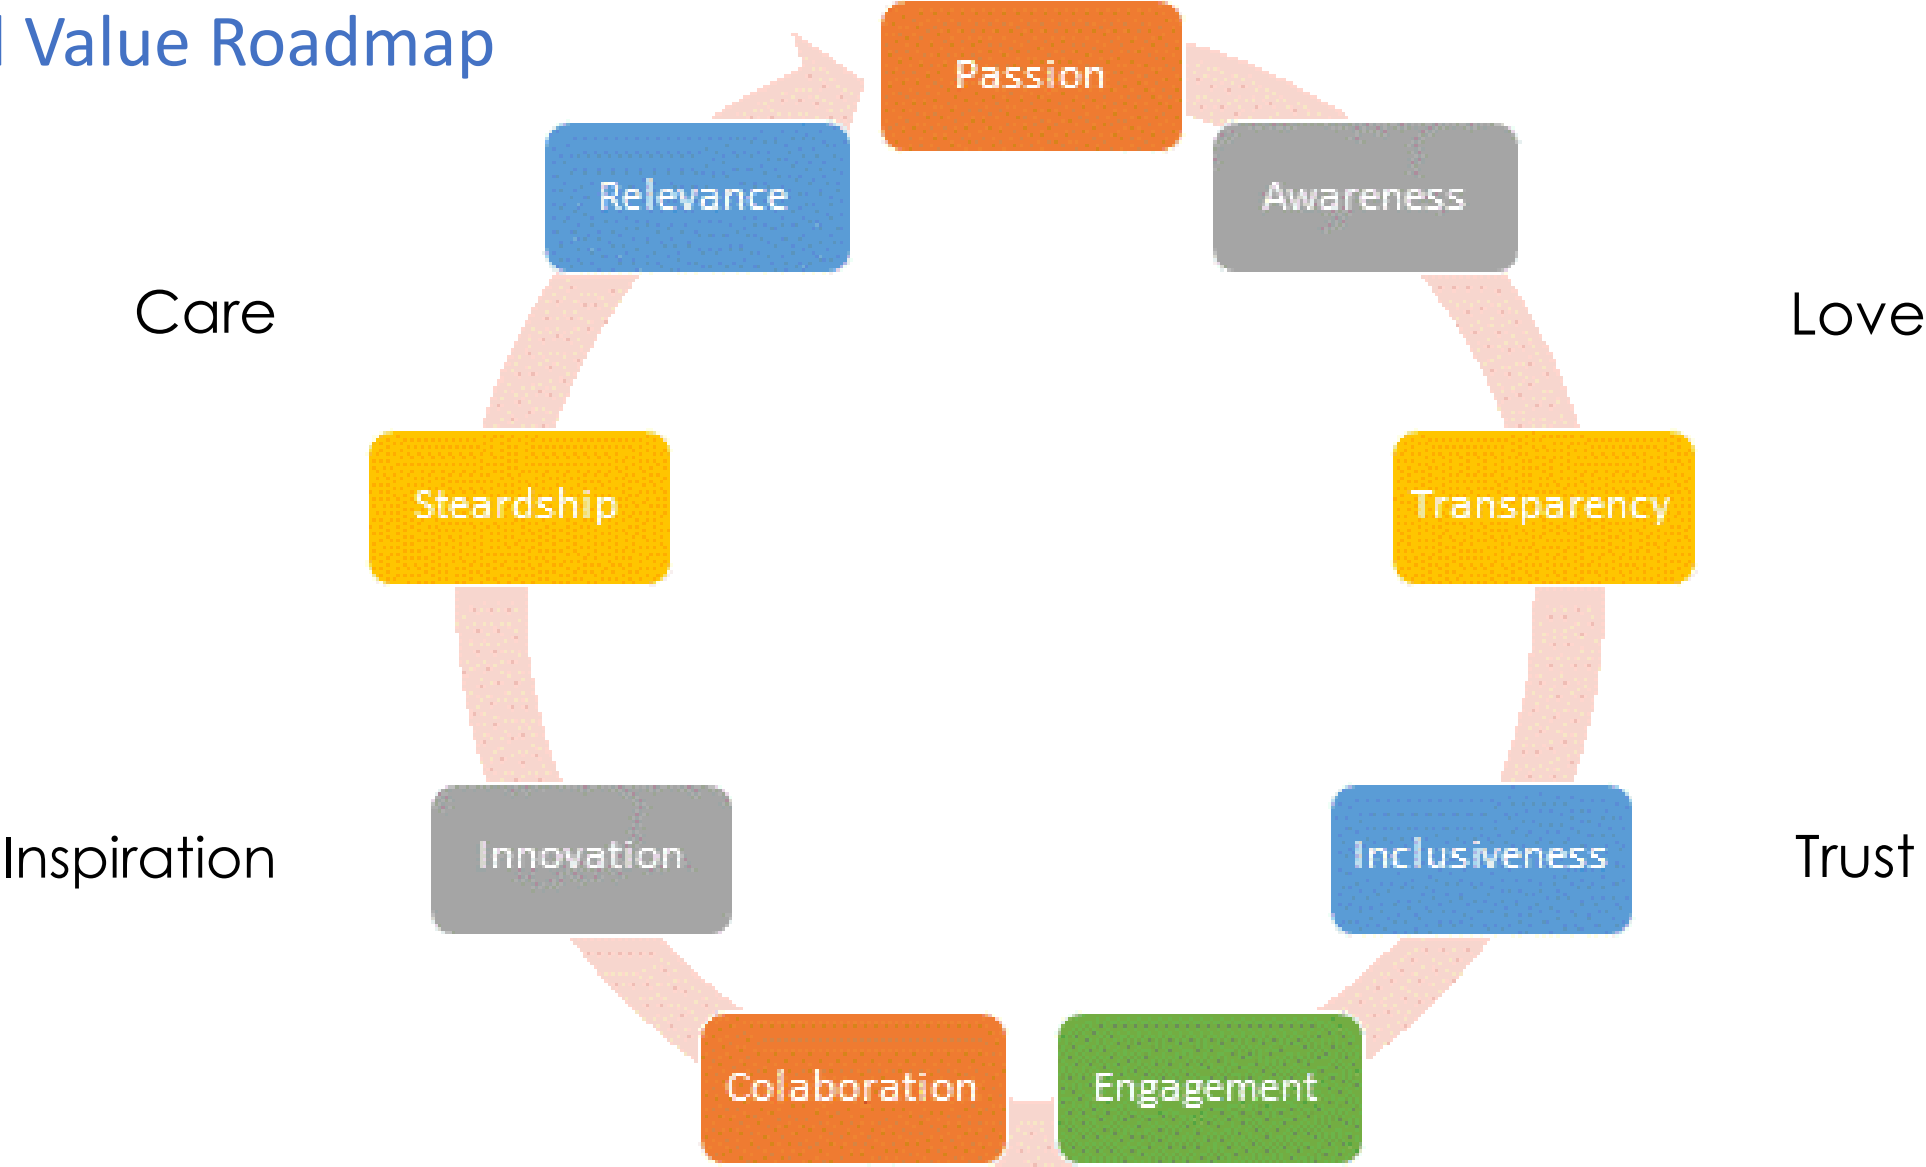 Value Roadmap
Passion
Relevance
Awareness
Care
Love
Steardship
Transparency
Innovation
Inclusiveness
Inspiration
Trust
Colaboration
Engagement